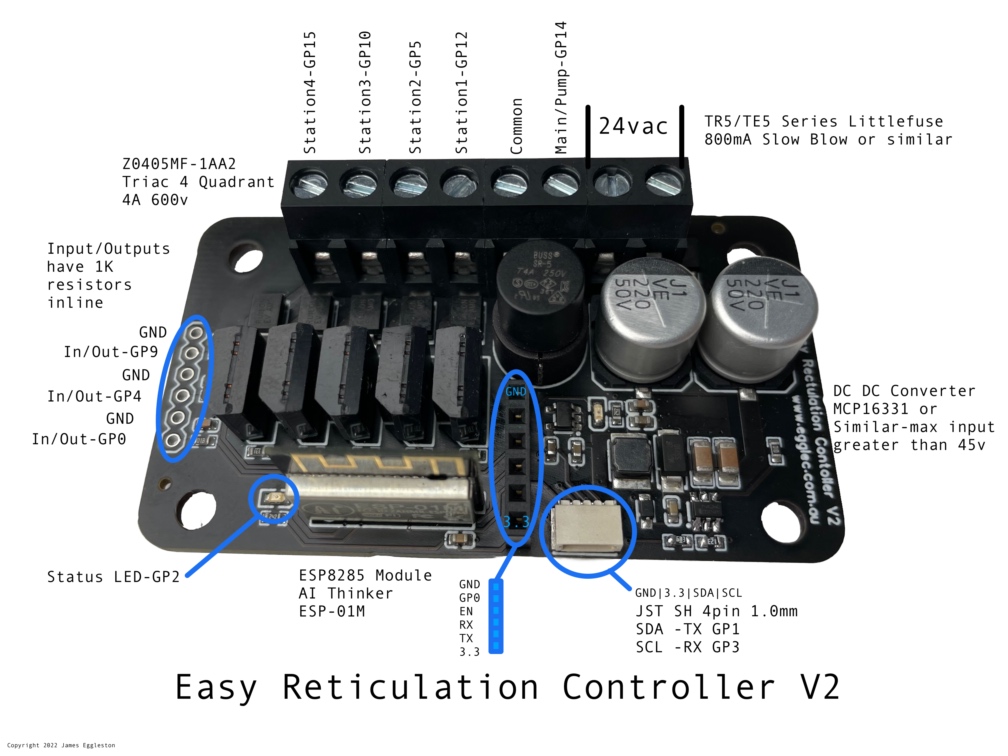 Station4-GP15
Station3-GP10
Station2-GP5
Station1-GP12
Common
Main/Pump-GP14
24vac
TR5/TE5 Series Littlefuse
800mA Slow Blow or similar
Z0405MF-1AA2
Triac 4 Quadrant
4A 600v
Input/Outputs
have 1K
resistors
inline
GND
In/Out-GP9
GND
In/Out-GP4
GND
In/Out-GP0
BUSS®
SR-5
T4A 250V
J1
VE
220
50V
J1
VE
220
50V
GND
3.3
Rectulation Contoller V2
www.egglec.com.au
DC DC Converter
MCP16331 or
Similar-max input
greater than 45v
Status LED-GP2
ESP8285 Module
AI Thinker
ESP-01M
GND
GP0
EN
RX
TX
3.3
GND|3.3|SDA|SCL
JST SH 4pin 1.0mm
SDA -TX GP1
SCL -RX GP3
Easy Reticulation Controller V2
Copyright 2022 James Eggleston